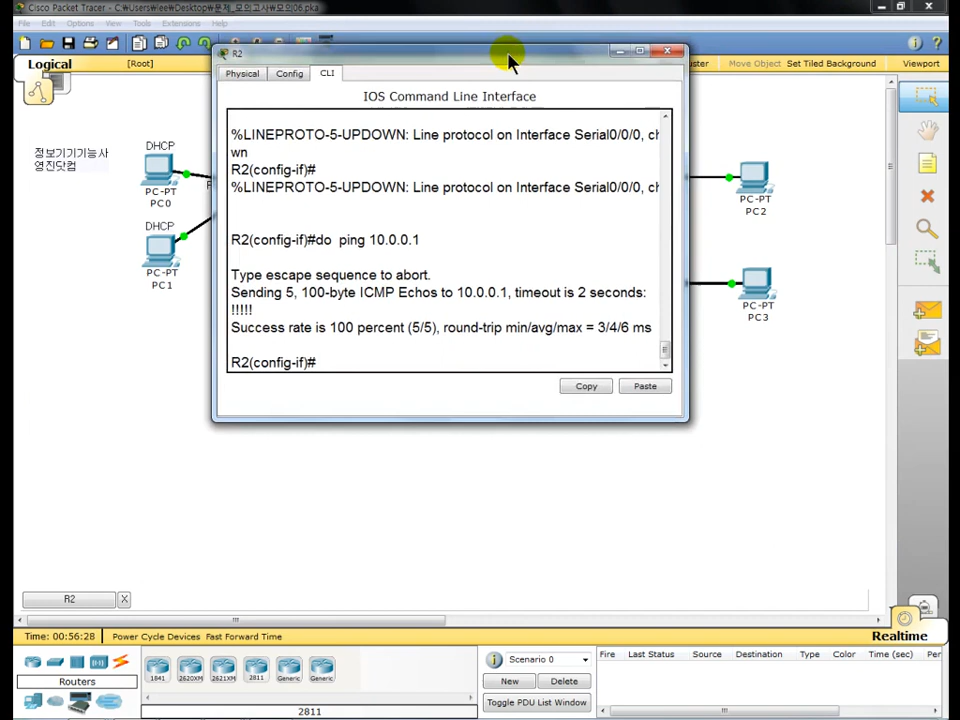 Cisco Packet Tracer - C:\Users\lee\Desktop\문제_모의고사\모의06.pka
File Edit Options View Tools Extensions Help
Logical [Root] Move Object Set Tiled Background Viewport
R2
Physical Config CLI
IOS Command Line Interface
%LINEPROTO-5-UPDOWN: Line protocol on Interface Serial0/0/0, ch
wn
R2(config-if)#
%LINEPROTO-5-UPDOWN: Line protocol on Interface Serial0/0/0, ch
R2(config-if)#do ping 10.0.0.1
Type escape sequence to abort.
Sending 5, 100-byte ICMP Echos to 10.0.0.1, timeout is 2 seconds:
!!!!!
Success rate is 100 percent (5/5), round-trip min/avg/max = 3/4/6 ms
R2(config-if)#
Copy Paste
정보기기기능사
영진닷컴
DHCP
PC-PT
PC0
DHCP
PC-PT
PC1
PC-PT
PC2
PC-PT
PC3
R2 X
Time: 00:56:28 Power Cycle Devices Fast Forward Time Realtime
Routers
1841 2620XM 2621XM 2811 Generic Generic
2811
Scenario 0
New Delete
Toggle PDU List Window
Fire Last Status Source Destination Type Color Time (sec) Per